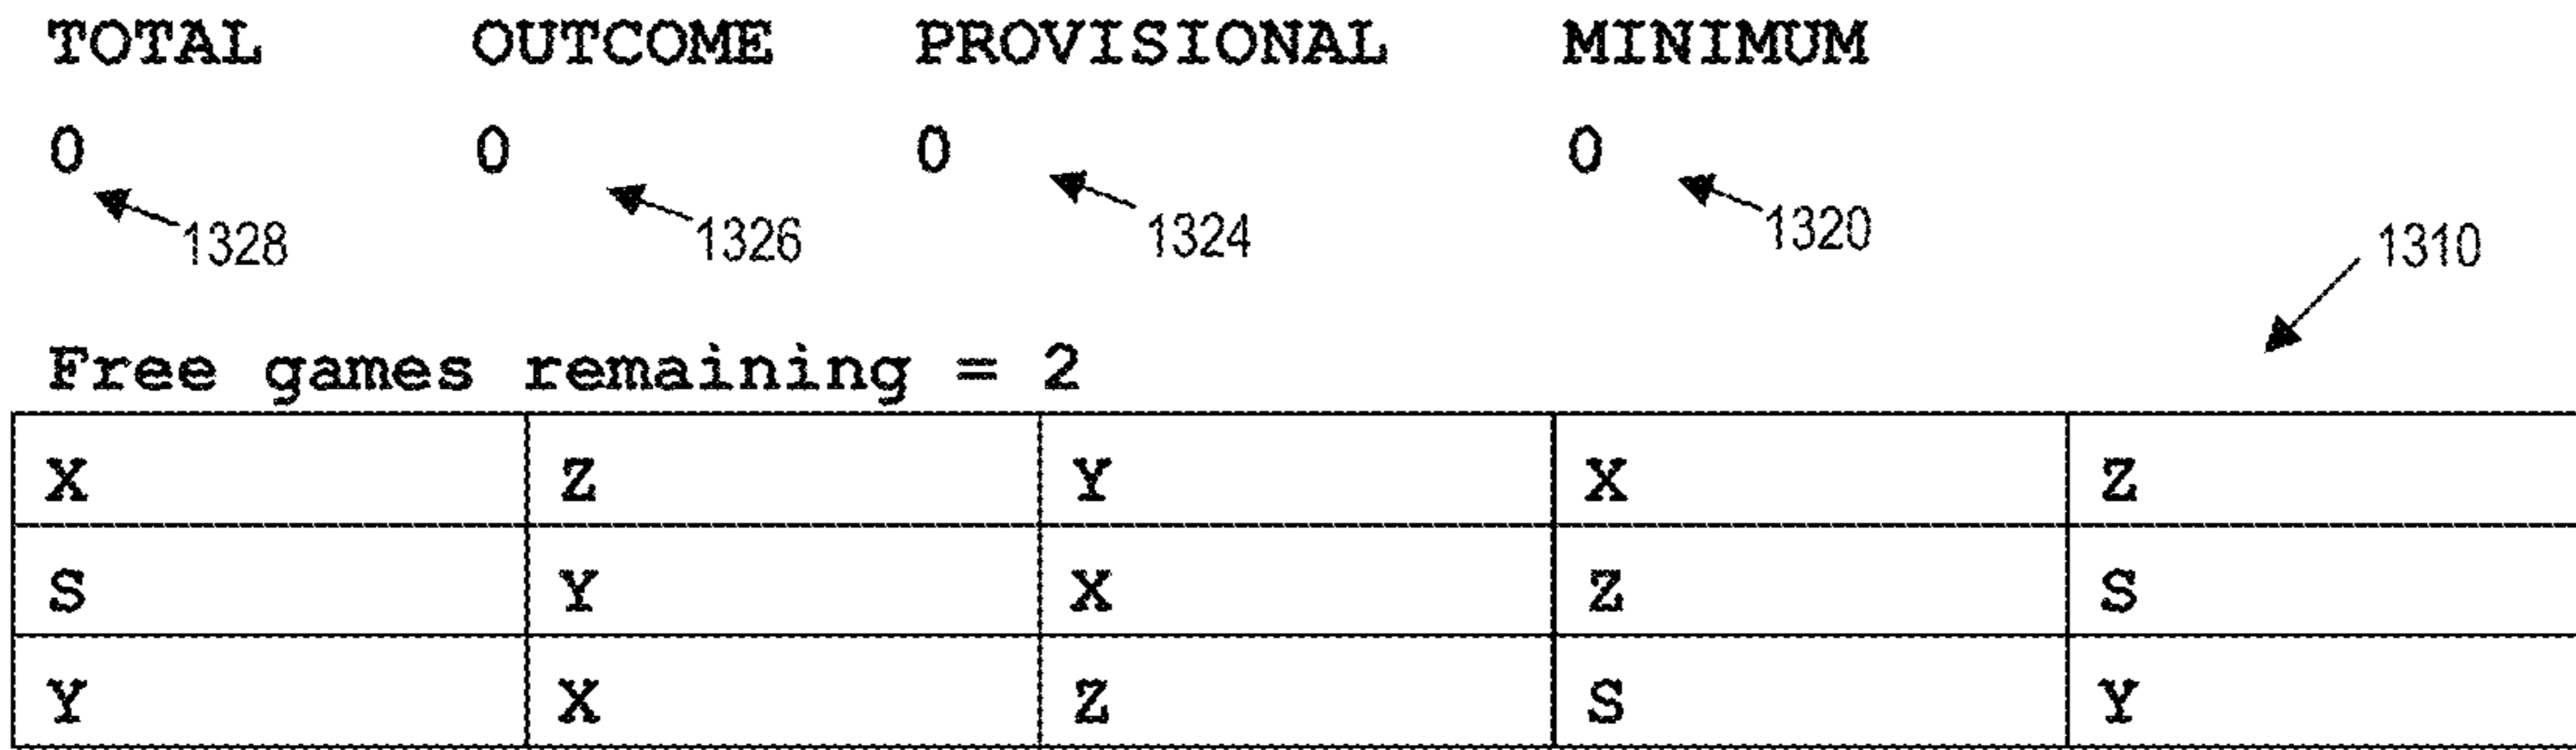 TOTAL OUTCOME PROVISIONAL MINIMUM
0 0 0 0
1328 1326 1324 1320 1310
Free games remaining = 2
X Z Y X Z
S Y X Z S
Y X Z S Y